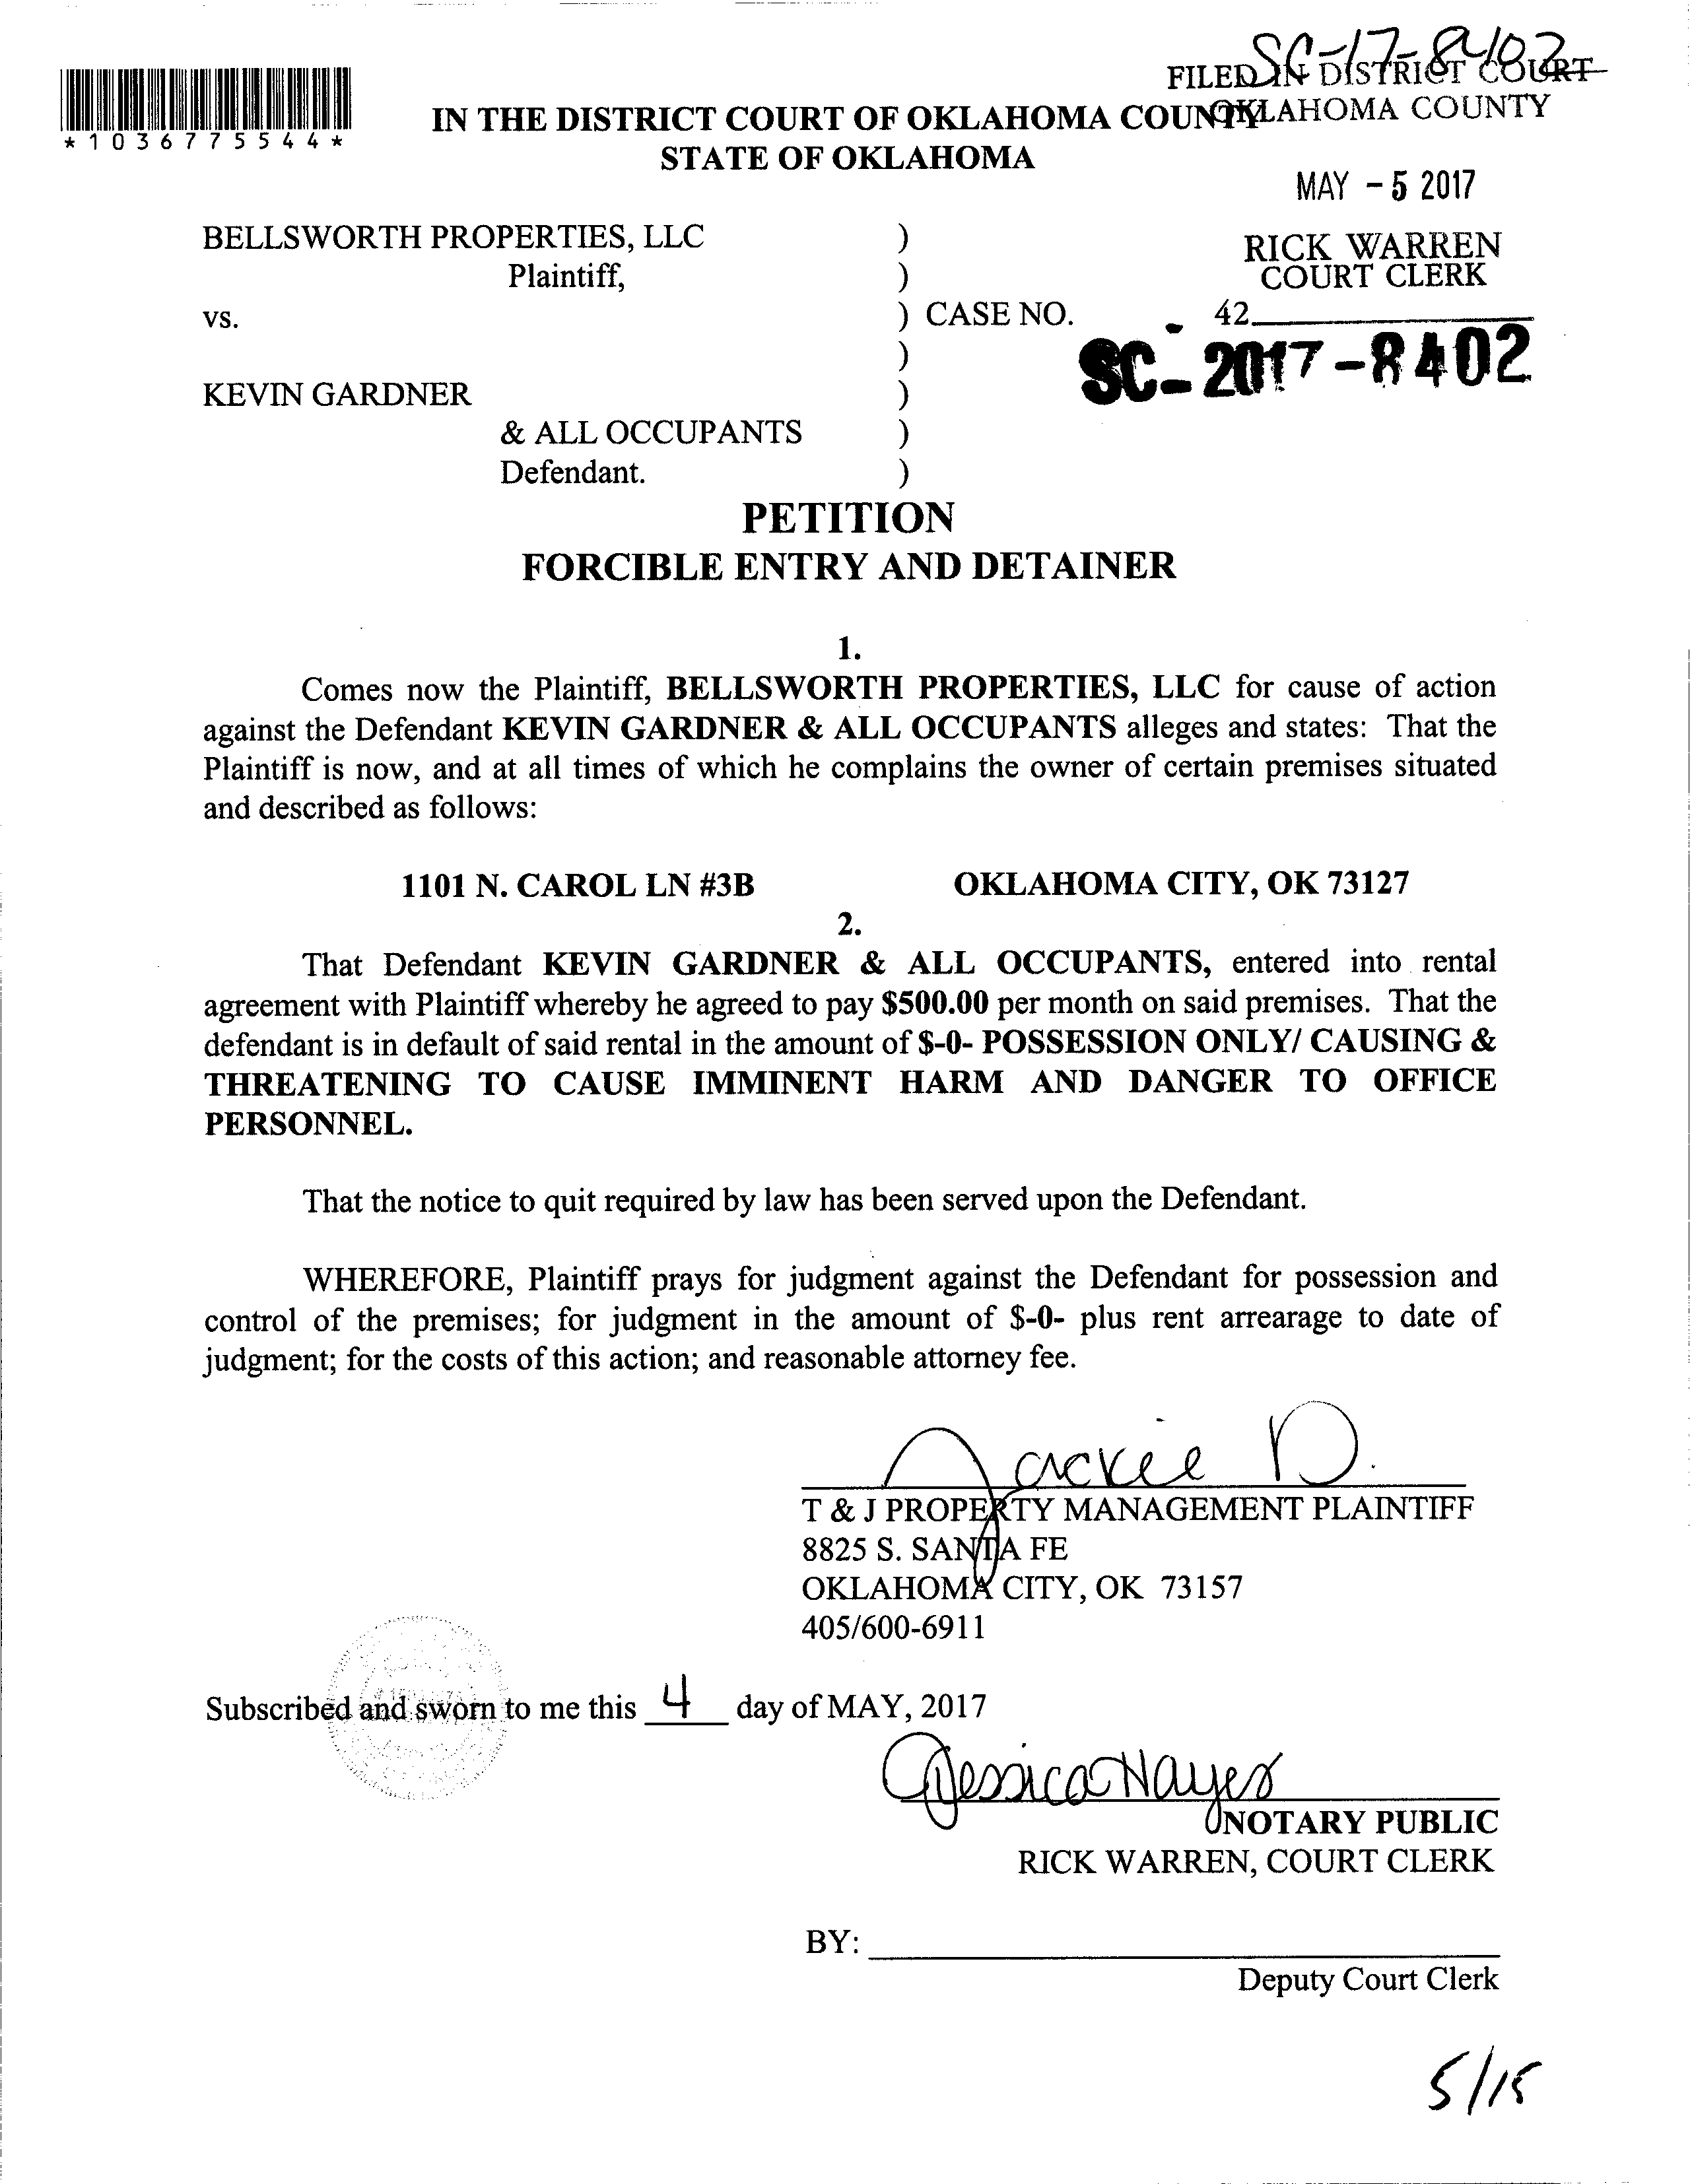 SC-17-8402
FILED IN DISTRICT COURT
OKLAHOMA COUNTY
*1036775544*
IN THE DISTRICT COURT OF OKLAHOMA COUNTY
STATE OF OKLAHOMA
MAY - 5 2017
BELLSWORTH PROPERTIES, LLC )
Plaintiff, )
RICK WARREN
COURT CLERK
vs. ) CASE NO.
42
)
SC-2017-8402
KEVIN GARDNER )
& ALL OCCUPANTS )
Defendant. )
PETITION
FORCIBLE ENTRY AND DETAINER
1.
Comes now the Plaintiff, BELLSWORTH PROPERTIES, LLC for cause of action
against the Defendant KEVIN GARDNER & ALL OCCUPANTS alleges and states: That the
Plaintiff is now, and at all times of which he complains the owner of certain premises situated
and described as follows:
1101 N. CAROL LN #3B OKLAHOMA CITY, OK 73127
2.
That Defendant KEVIN GARDNER & ALL OCCUPANTS, entered into rental
agreement with Plaintiff whereby he agreed to pay $500.00 per month on said premises. That the
defendant is in default of said rental in the amount of $-0- POSSESSION ONLY/ CAUSING &
THREATENING TO CAUSE IMMINENT HARM AND DANGER TO OFFICE
PERSONNEL.
That the notice to quit required by law has been served upon the Defendant.
WHEREFORE, Plaintiff prays for judgment against the Defendant for possession and
control of the premises; for judgment in the amount of $-0- plus rent arrearage to date of
judgment; for the costs of this action; and reasonable attorney fee.
Jackie D.
T & J PROPERTY MANAGEMENT PLAINTIFF
8825 S. SANTA FE
OKLAHOMA CITY, OK 73157
405/600-6911
Subscribed and sworn to me this 4 day of MAY, 2017
Jessica Hayes
NOTARY PUBLIC
RICK WARREN, COURT CLERK
BY:
Deputy Court Clerk
5/15